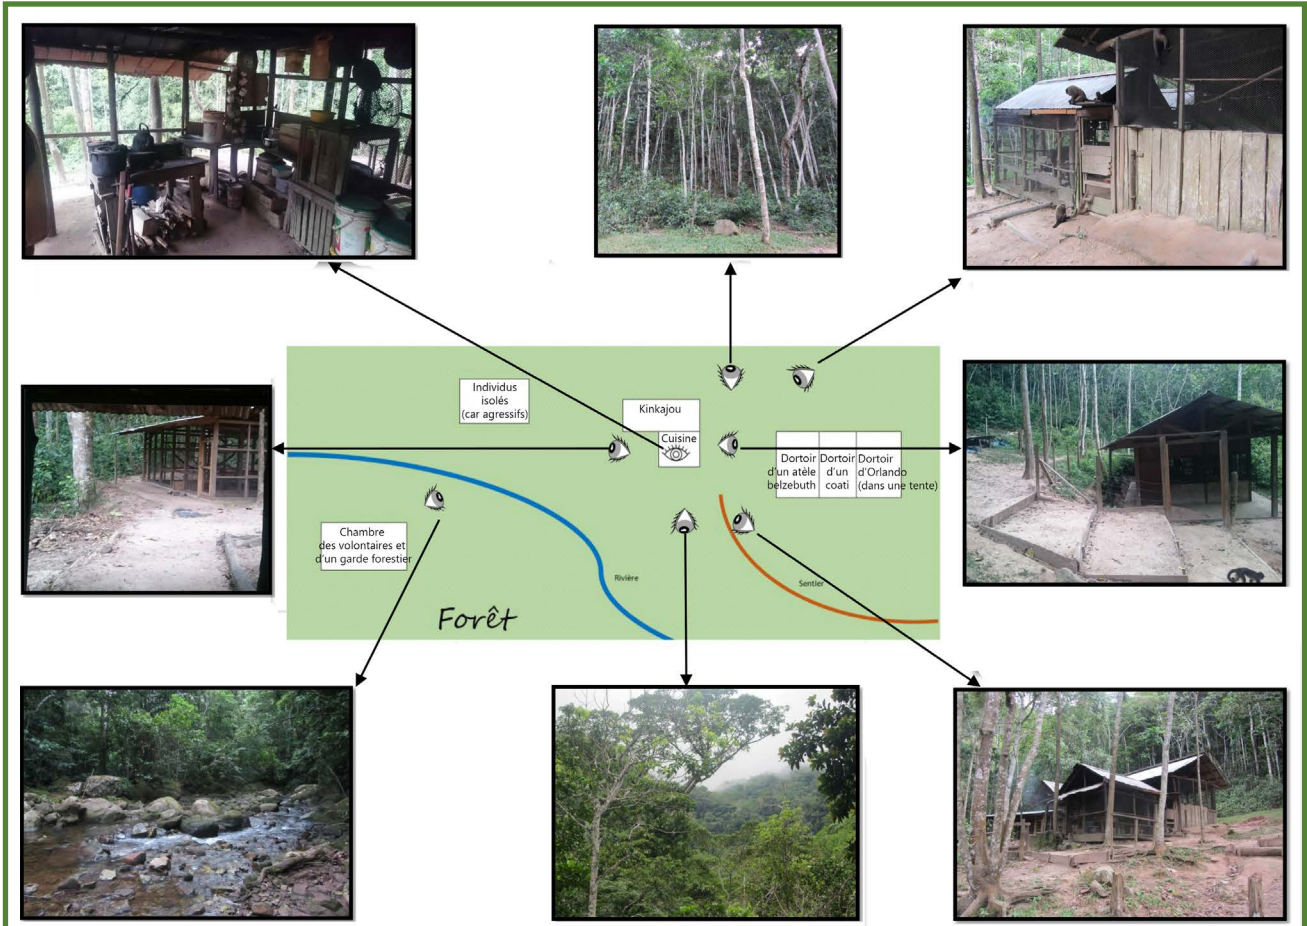 Individus
isolés
(car agressifs)
Kinkajou
Cuisine
Dortoir
d'un atèle
belzebuth
Dortoir
d'un
coati
Dortoir
d'Orlando
(dans une tente)
Chambre
des volontaires et
d'un garde forestier
Rivière
Sentier
Forêt